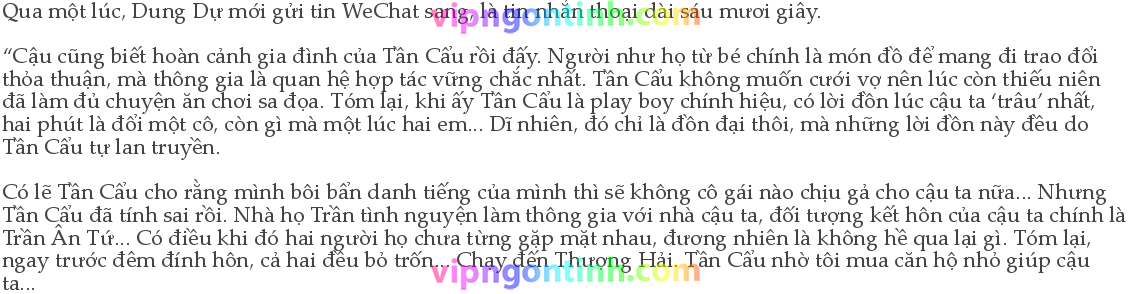 Qua một lúc, Dung Dự mới gửi tin WeChat sang, là tin nhắn thoại dài sáu mươi giây.
vipngontinh.com
“Cậu cũng biết hoàn cảnh gia đình của Tần Cẩu rồi đấy. Người như họ từ bé chính là món đồ để mang đi trao đổi
thỏa thuận, mà thông gia là quan hệ hợp tác vững chắc nhất. Tần Cẩu không muốn cưới vợ nên lúc còn thiếu niên
đã làm đủ chuyện ăn chơi sa đọa. Tóm lại, khi ấy Tần Cẩu là play boy chính hiệu, có lời đồn lúc cậu ta ‘trâu’ nhất,
hai phút là đổi một cô, còn gì mà một lúc hai em... Dĩ nhiên, đó chỉ là đồn đại thôi, mà những lời đồn này đều do
Tần Cẩu tự lan truyền.
Có lẽ Tần Cẩu cho rằng mình bôi bẩn danh tiếng của mình thì sẽ không cô gái nào chịu gả cho cậu ta nữa... Nhưng
Tần Cẩu đã tính sai rồi. Nhà họ Trần tình nguyện làm thông gia với nhà cậu ta, đối tượng kết hôn của cậu ta chính là
Trần Ân Tứ... Có điều khi đó hai người họ chưa từng gặp mặt nhau, đương nhiên là không hề qua lại gì. Tóm lại,
ngay trước đêm đính hôn, cả hai đều bỏ trốn... Chạy đến Thượng Hải. Tần Cẩu nhờ tôi mua căn hộ nhỏ giúp cậu
vipngontinh.com
ta...